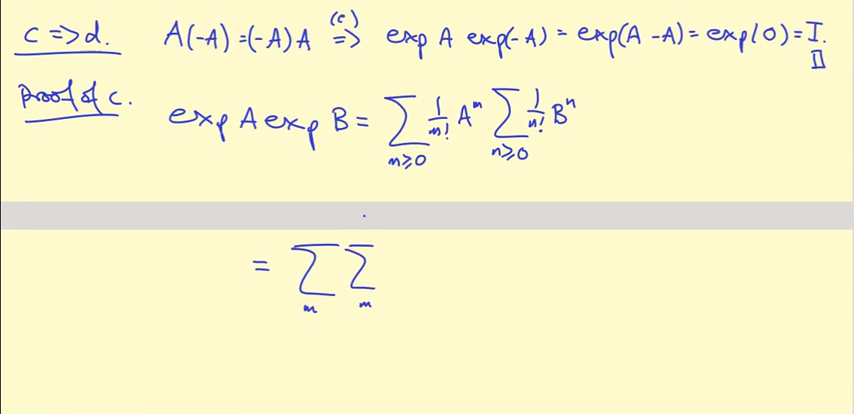 c => d. A(-A) = (-A)A (c) => exp A exp(-A) = exp(A - A) = exp(0) = I. □
Proof of c.
exp A exp B = ∑_{m≥0} 1/m! A^m ∑_{n≥0} 1/n! B^n
= ∑_m ∑_m